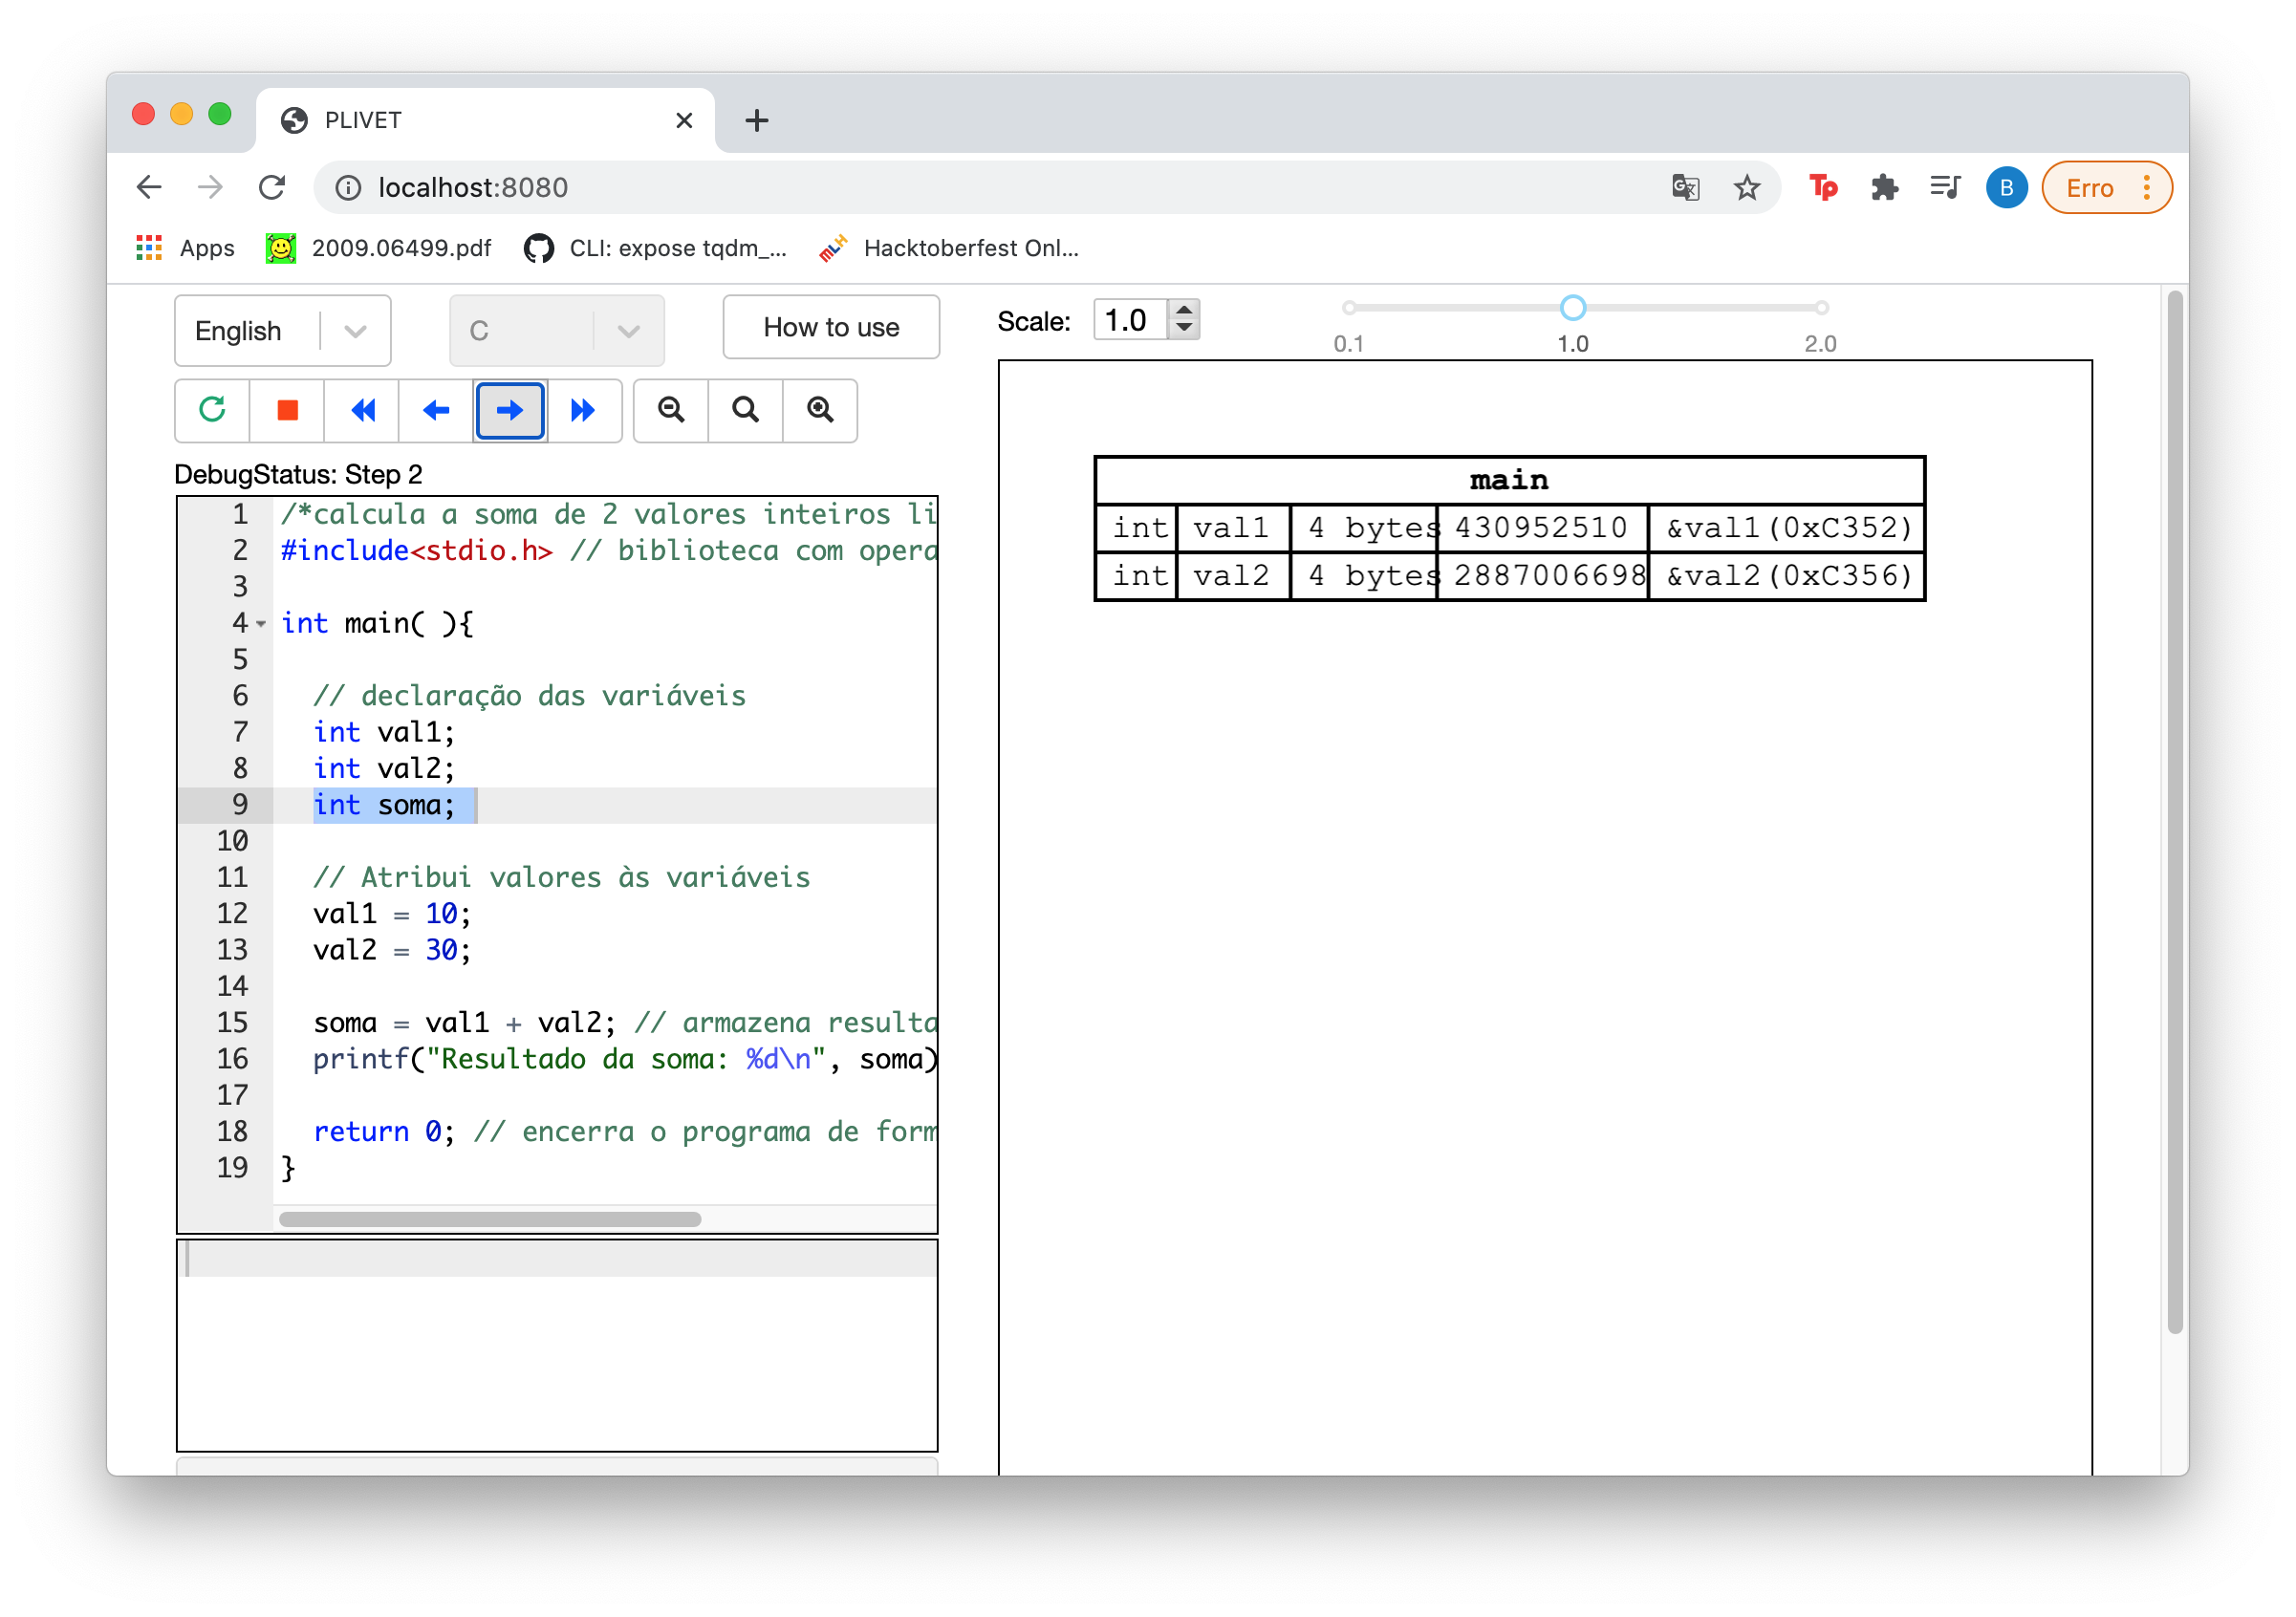 PLIVET
localhost:8080
B
Erro
Apps
2009.06499.pdf
CLI: expose tqdm_...
Hacktoberfest Onl...
English
C
How to use
Scale:
1.0
0.1
1.0
2.0
DebugStatus: Step 2
1 /*calcula a soma de 2 valores inteiros li
2 #include<stdio.h> // biblioteca com opera
3
4 int main( ){
5
6 // declaração das variáveis
7 int val1;
8 int val2;
9 int soma;
10
11 // Atribui valores às variáveis
12 val1 = 10;
13 val2 = 30;
14
15 soma = val1 + val2; // armazena resulta
16 printf("Resultado da soma: %d\n", soma)
17
18 return 0; // encerra o programa de form
19 }
main
int val1 4 bytes 430952510 &val1(0xC352)
int val2 4 bytes 2887006698 &val2(0xC356)